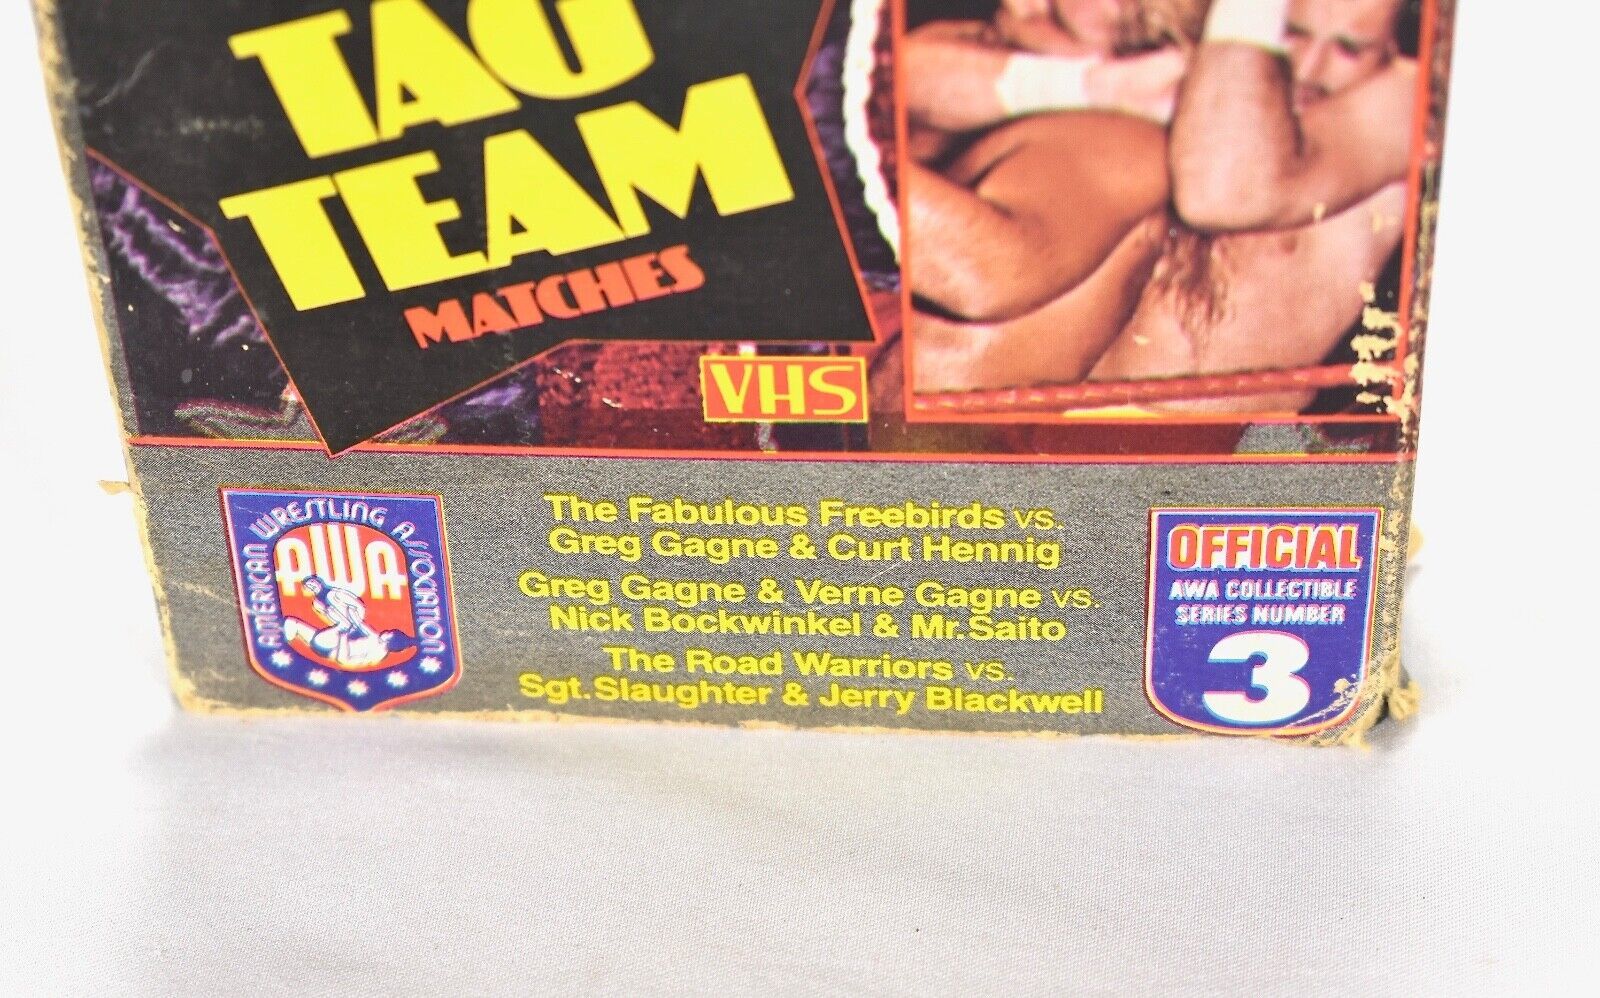 TAG
TEAM
MATCHES
VHS
AMERICAN WRESTLING ASSOCIATION
AWA
The Fabulous Freebirds vs.
Greg Gagne & Curt Hennig
Greg Gagne & Verne Gagne vs.
Nick Bockwinkel & Mr. Saito
The Road Warriors vs.
Sgt. Slaughter & Jerry Blackwell
OFFICIAL
AWA COLLECTIBLE
SERIES NUMBER
3